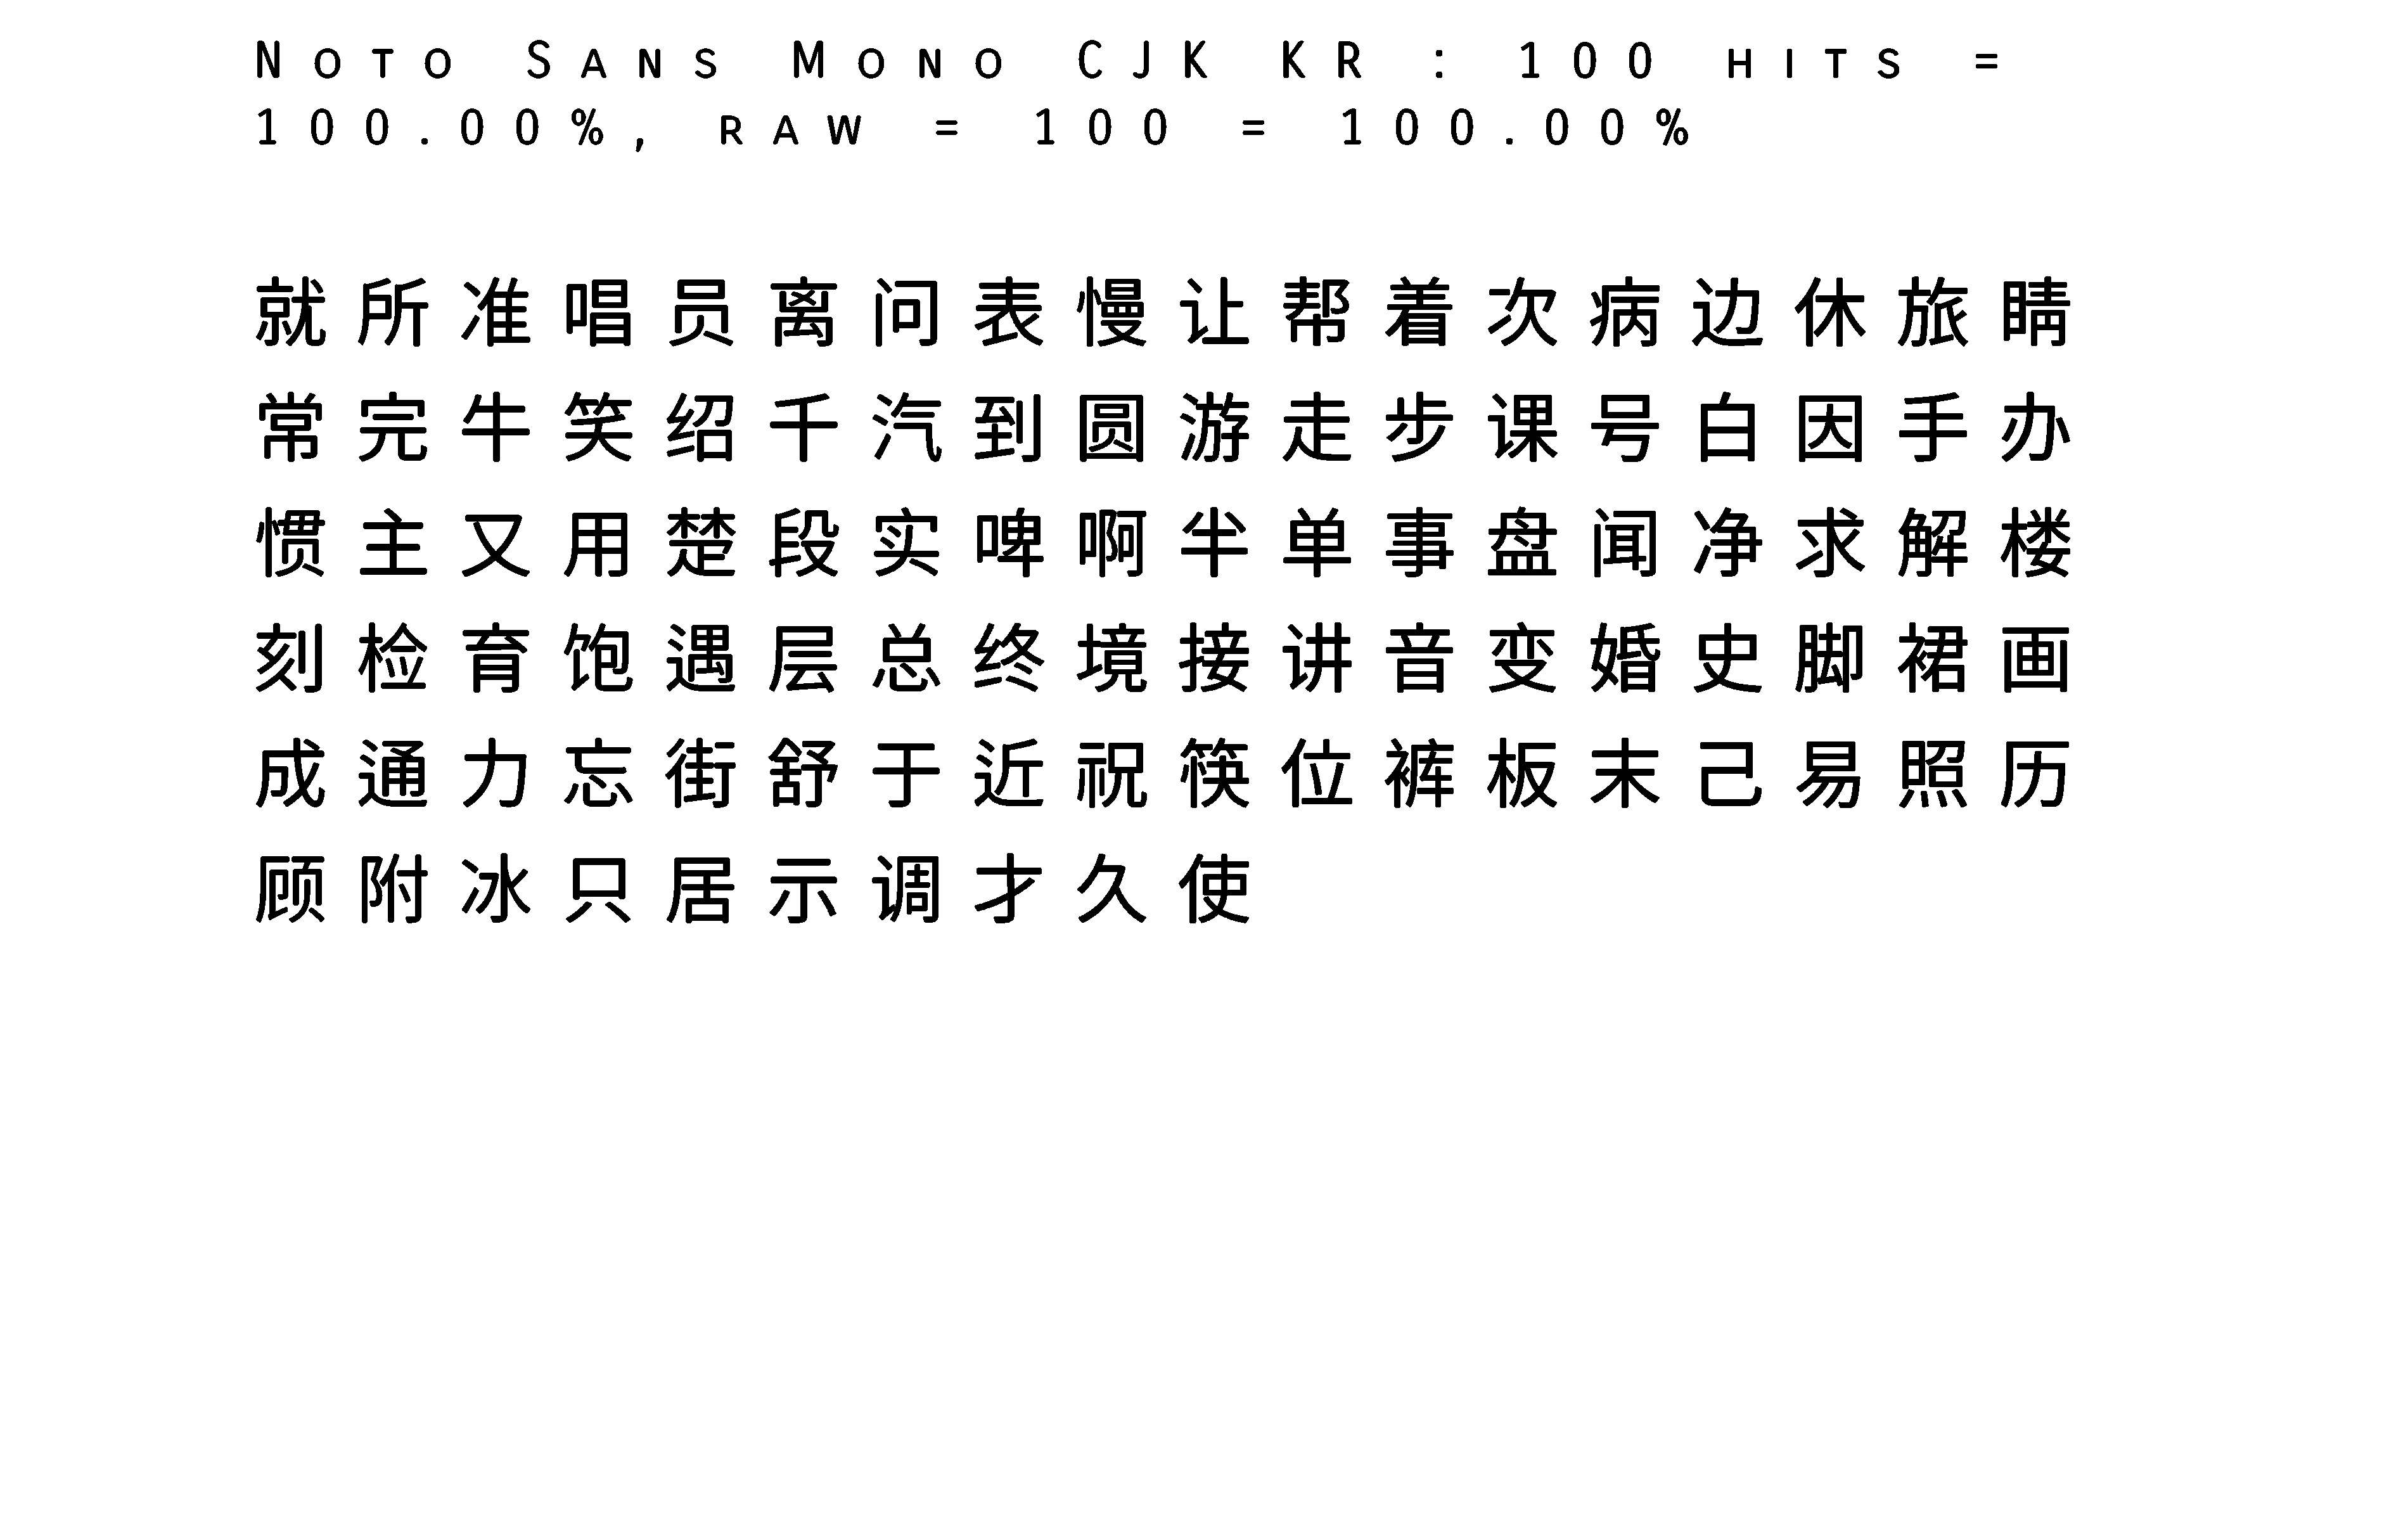 Noto Sans Mono CJK KR : 100 hits =
100.00%, raw = 100 = 100.00%
就所准唱员离问表慢让帮着次病边休旅睛
常完牛笑绍千汽到圆游走步课号白因手办
惯主又用楚段实啤啊半单事盘闻净求解楼
刻检育饱遇层总终境接讲音变婚史脚裙画
成通力忘街舒于近祝筷位裤板末己易照历
顾附冰只居示调才久使